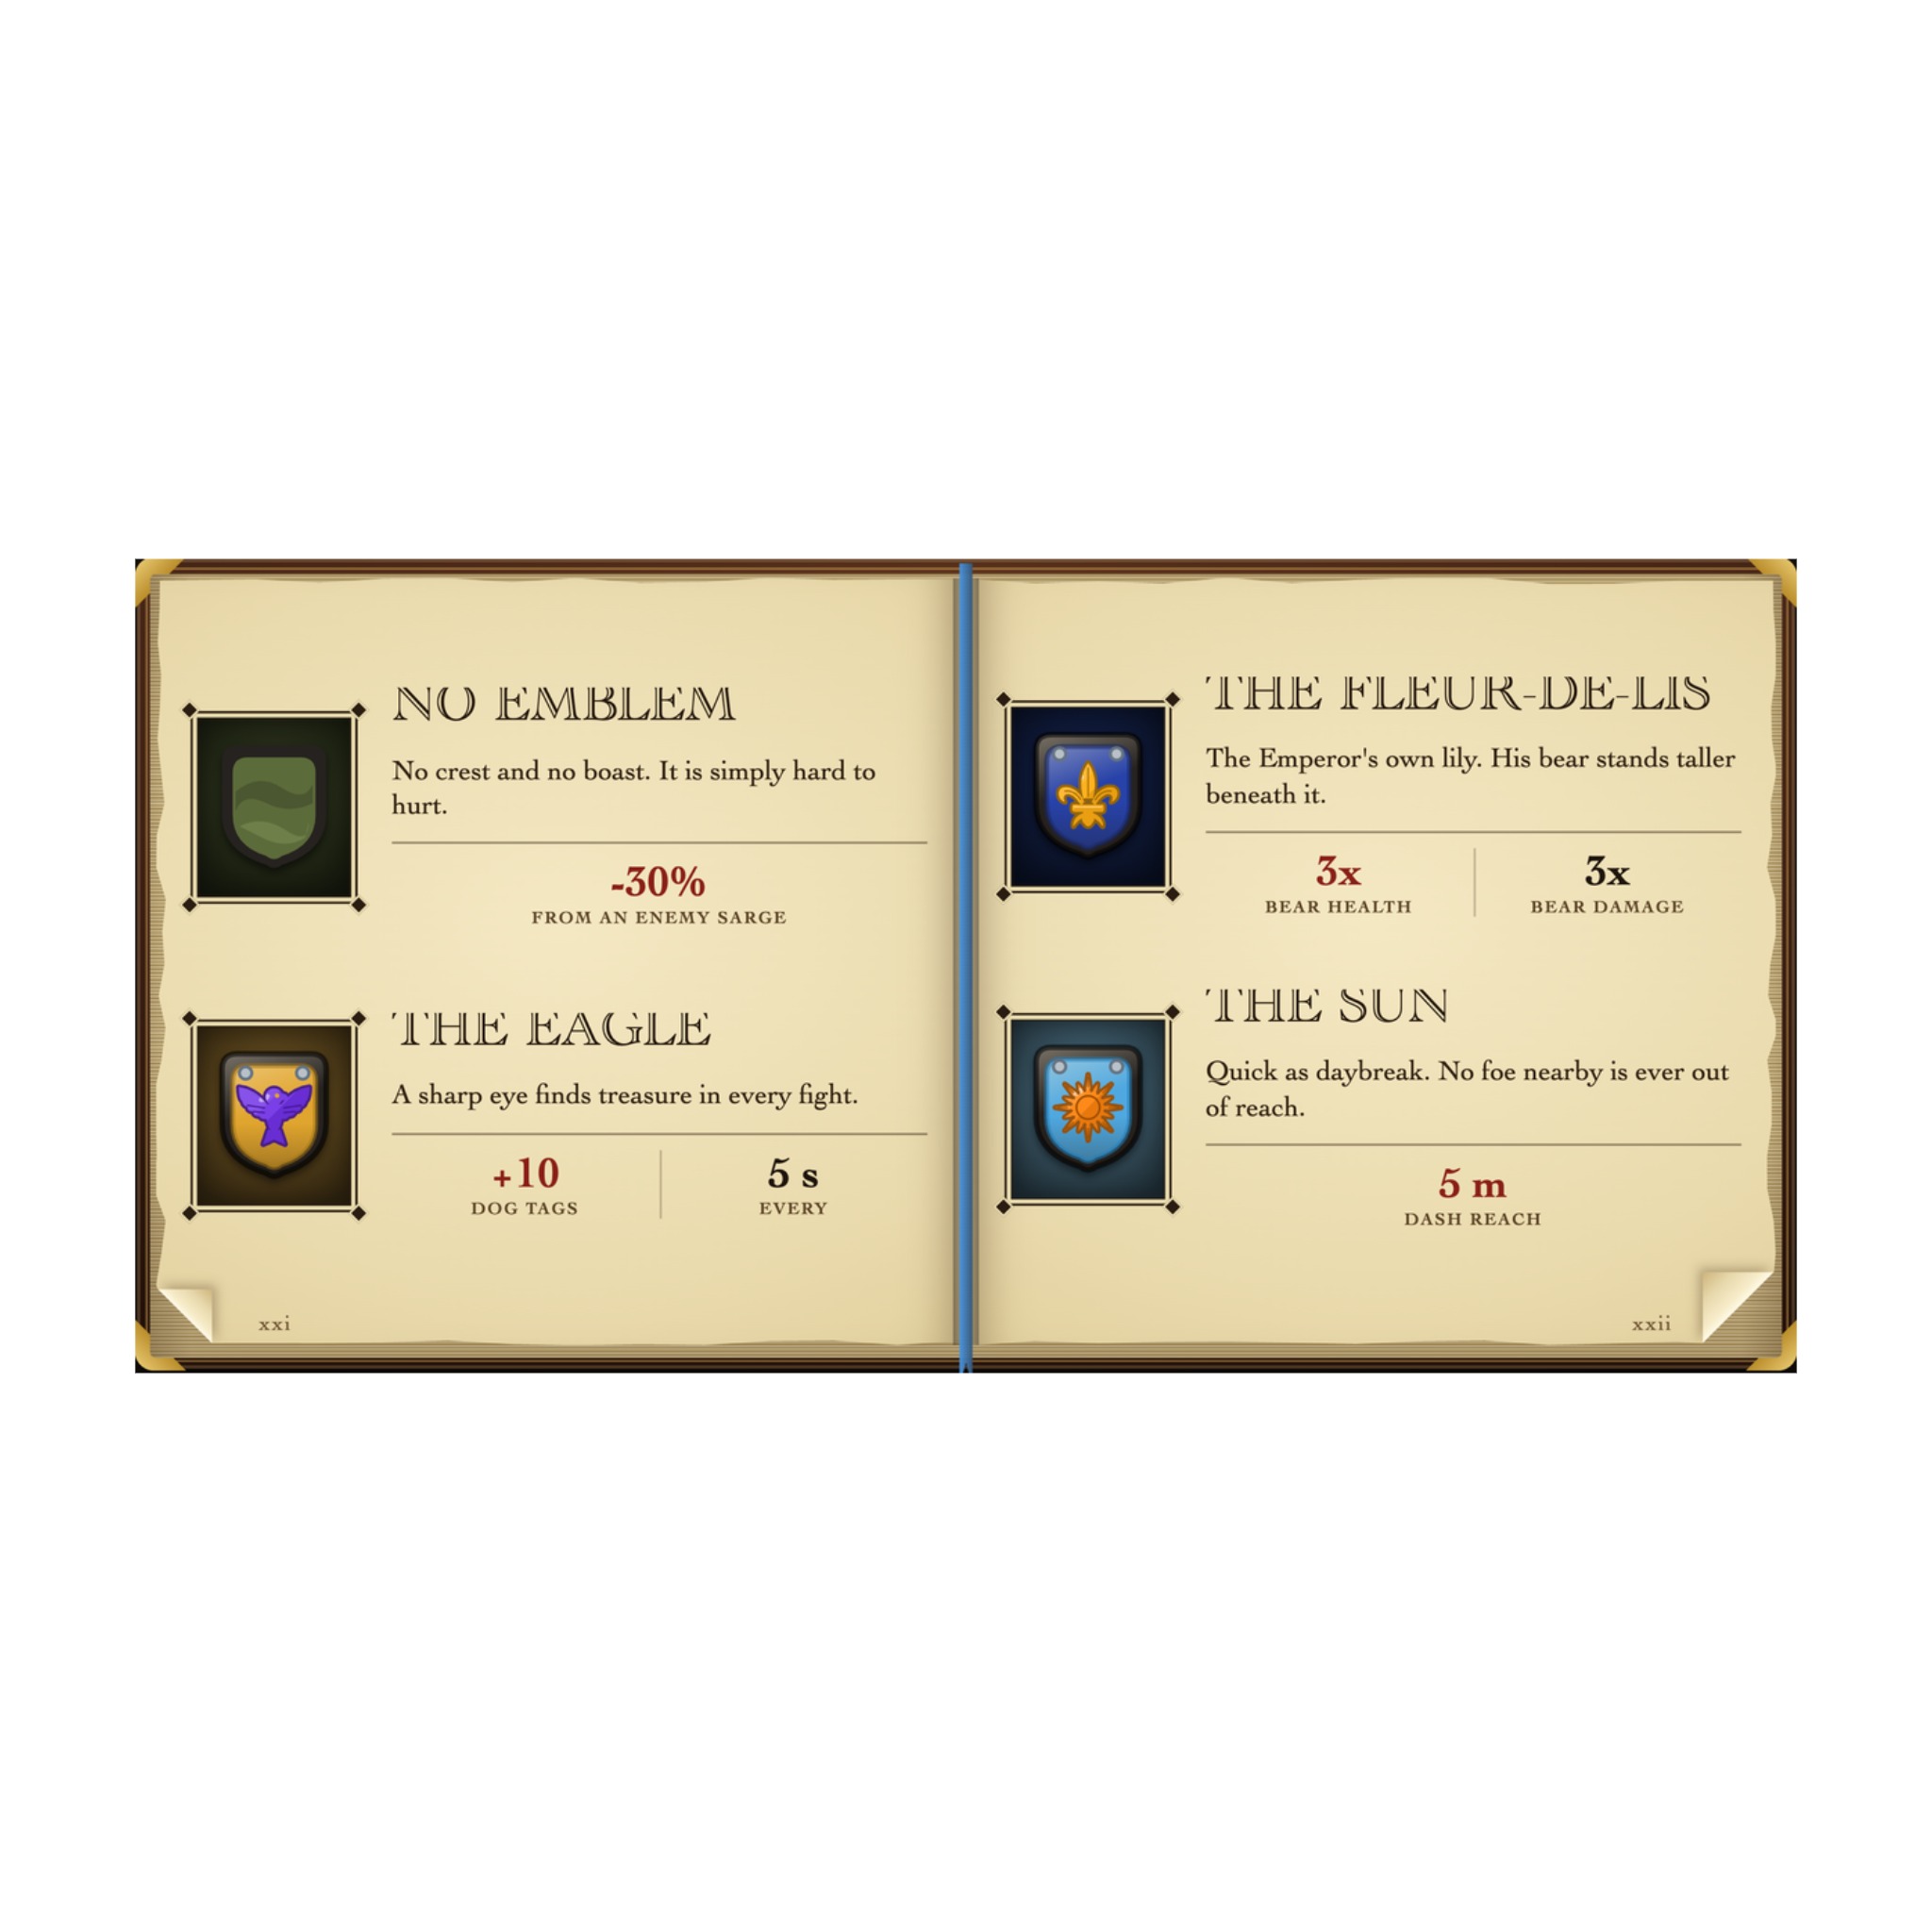 NO EMBLEM
No crest and no boast. It is simply hard to
hurt.
-30%
FROM AN ENEMY SARGE
THE EAGLE
A sharp eye finds treasure in every fight.
+10
DOG TAGS
5 s
EVERY
xxi
THE FLEUR-DE-LIS
The Emperor's own lily. His bear stands taller
beneath it.
3x
BEAR HEALTH
3x
BEAR DAMAGE
THE SUN
Quick as daybreak. No foe nearby is ever out
of reach.
5 m
DASH REACH
xxii